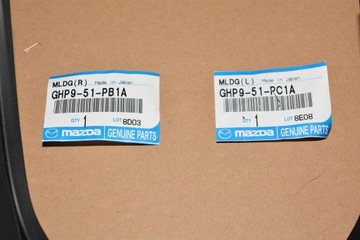 MLDG(R) Made in Japan
GHP9-51-PB1A
QTY 1 LOT 8D03
mazda GENUINE PARTS
MLDG(L) Made in Japan
GHP9-51-PC1A
QTY 1 LOT 8E08
mazda GENUINE PARTS